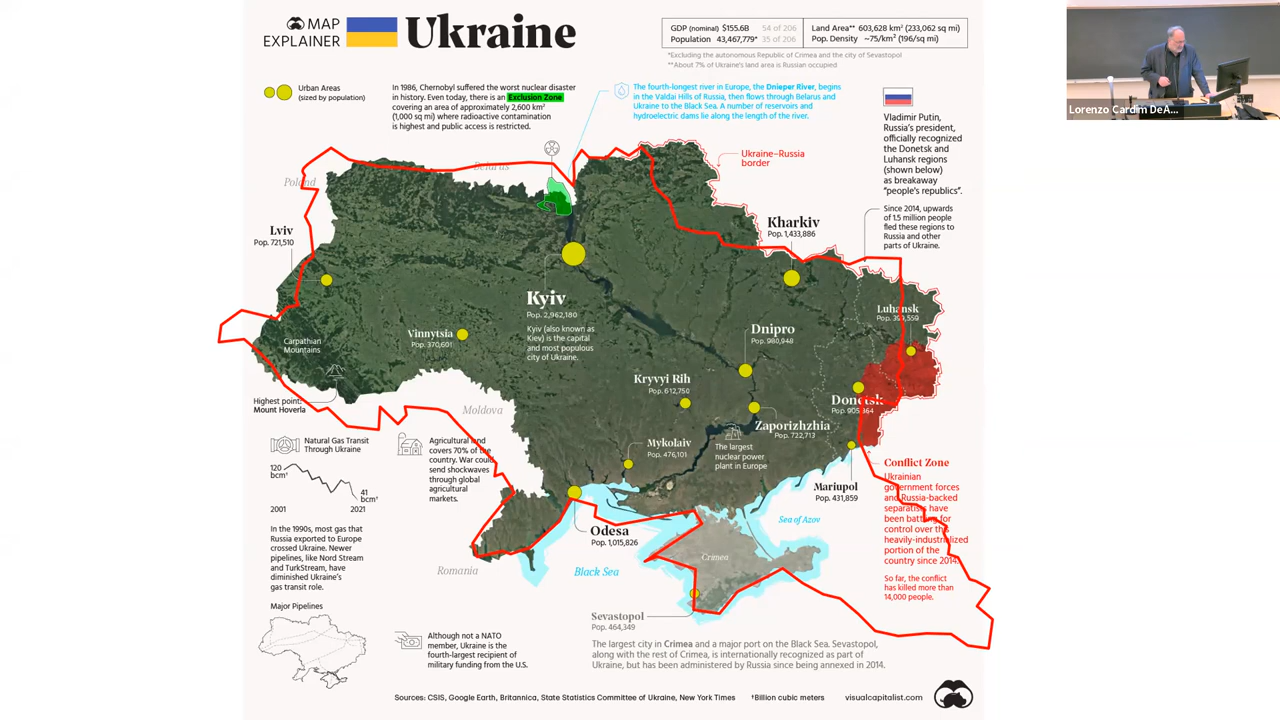 MAP
EXPLAINER
Ukraine
GDP (nominal) $155.6B 54 of 206
Population 43,467,779* 35 of 206
Land Area** 603,628 km² (233,062 sq mi)
Pop. Density ~75/km² (196/sq mi)
*Excluding the autonomous Republic of Crimea and the city of Sevastopol
**About 7% of Ukraine's land area is Russian occupied
Lorenzo Cardim DeA...
Urban Areas
(sized by population)
In 1986, Chernobyl suffered the worst nuclear disaster
in history. Even today, there is an Exclusion Zone
covering an area of approximately 2,600 km²
(1,000 sq mi) where radioactive contamination
is highest and public access is restricted.
The fourth-longest river in Europe, the Dnieper River, begins
in the Valdai Hills of Russia, then flows through Belarus and
Ukraine to the Black Sea. A number of reservoirs and
hydroelectric dams lie along the length of the river.
Vladimir Putin,
Russia's president,
officially recognized
the Donetsk and
Luhansk regions
(shown below)
as breakaway
"people's republics".
Since 2014, upwards
of 1.5 million people
fled these regions to
Russia and other
parts of Ukraine.
Ukraine–Russia
border
Belarus
Poland
Lviv
Pop. 721,510
Kharkiv
Pop. 1,433,886
Kyiv
Pop. 2,962,180
Kyiv (also known as
Kiev) is the capital
and most populous
city of Ukraine.
Luhansk
Dnipro
Pop. 980,948
Vinnytsia
Pop. 370,601
Carpathian
Mountains
Highest point:
Mount Hoverla
Kryvyi Rih
Pop. 612,750
Donetsk
Zaporizhzhia
Pop. 722,713
The largest
nuclear power
plant in Europe
Moldova
Mykolaiv
Pop. 476,101
Mariupol
Pop. 431,859
Conflict Zone
Ukrainian
government forces
and Russia-backed
separatists have
been battling for
control over this
heavily-industrialized
portion of the
country since 2014.
So far, the conflict
has killed more than
14,000 people.
Natural Gas Transit
Through Ukraine
120
bcm†
41
bcm†
2001 2021
In the 1990s, most gas that
Russia exported to Europe
crossed Ukraine. Newer
pipelines, like Nord Stream
and TurkStream, have
diminished Ukraine's
gas transit role.
Major Pipelines
Agricultural land
covers 70% of the
country. War could
send shockwaves
through global
agricultural
markets.
Odesa
Pop. 1,015,826
Sea of Azov
Crimea
Romania
Black Sea
Sevastopol
Pop. 464,349
The largest city in Crimea and a major port on the Black Sea. Sevastopol,
along with the rest of Crimea, is internationally recognized as part of
Ukraine, but has been administered by Russia since being annexed in 2014.
Although not a NATO
member, Ukraine is the
fourth-largest recipient of
military funding from the U.S.
Sources: CSIS, Google Earth, Britannica, State Statistics Committee of Ukraine, New York Times †Billion cubic meters visualcapitalist.com